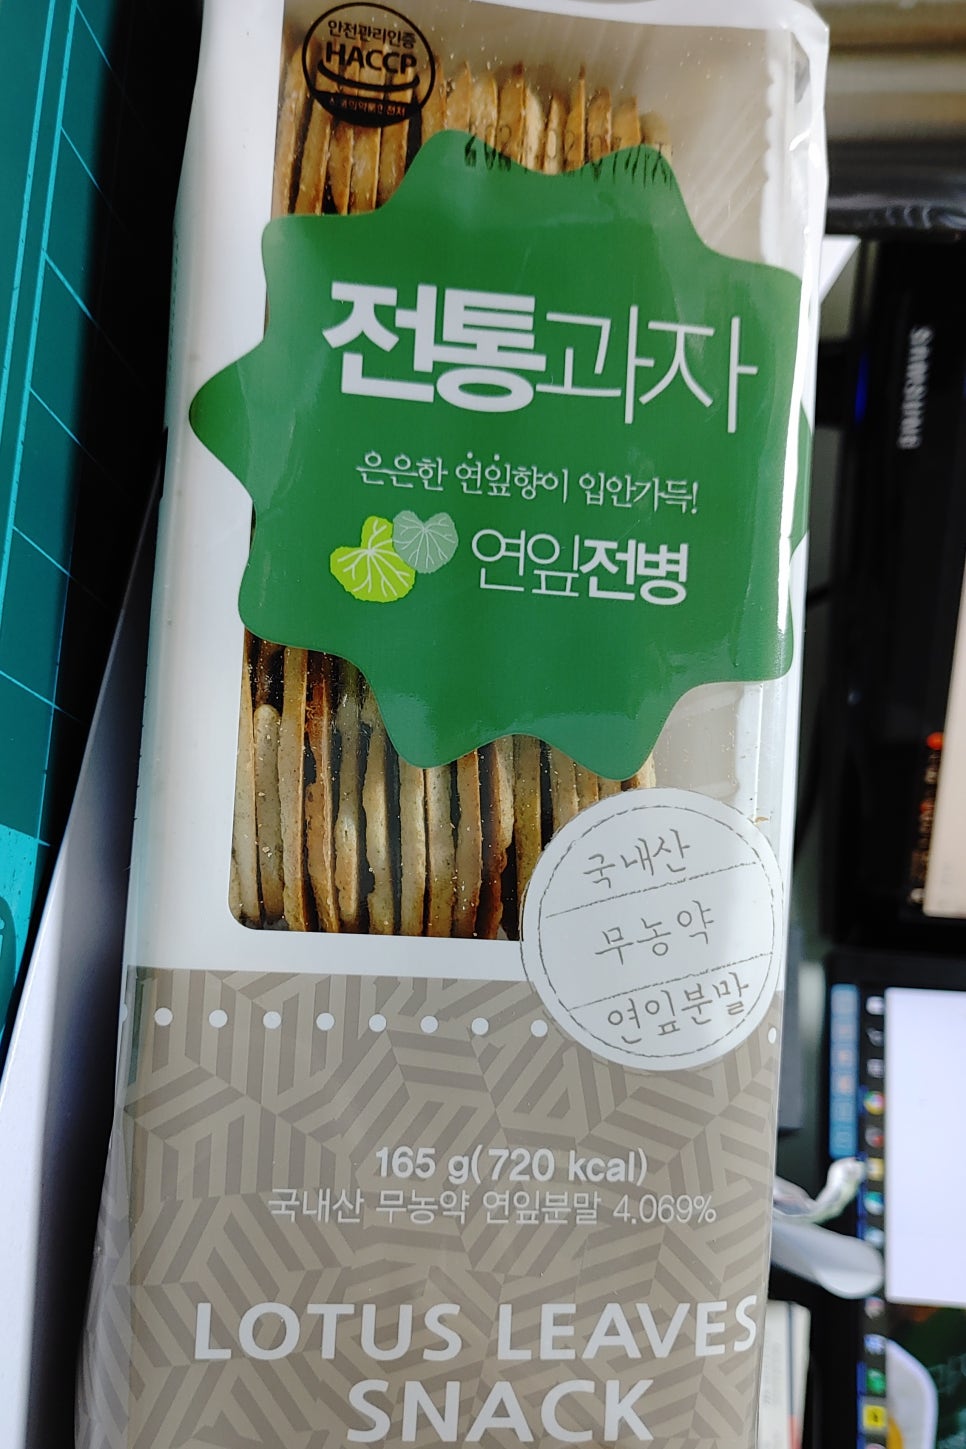 안전관리인증
HACCP
전통과자
은은한 연잎향이 입안가득!
연잎전병
국내산
무농약
연잎분말
165 g(720 kcal)
국내산 무농약 연잎분말 4.069%
LOTUS LEAVES
SNACK
SAMSUNG